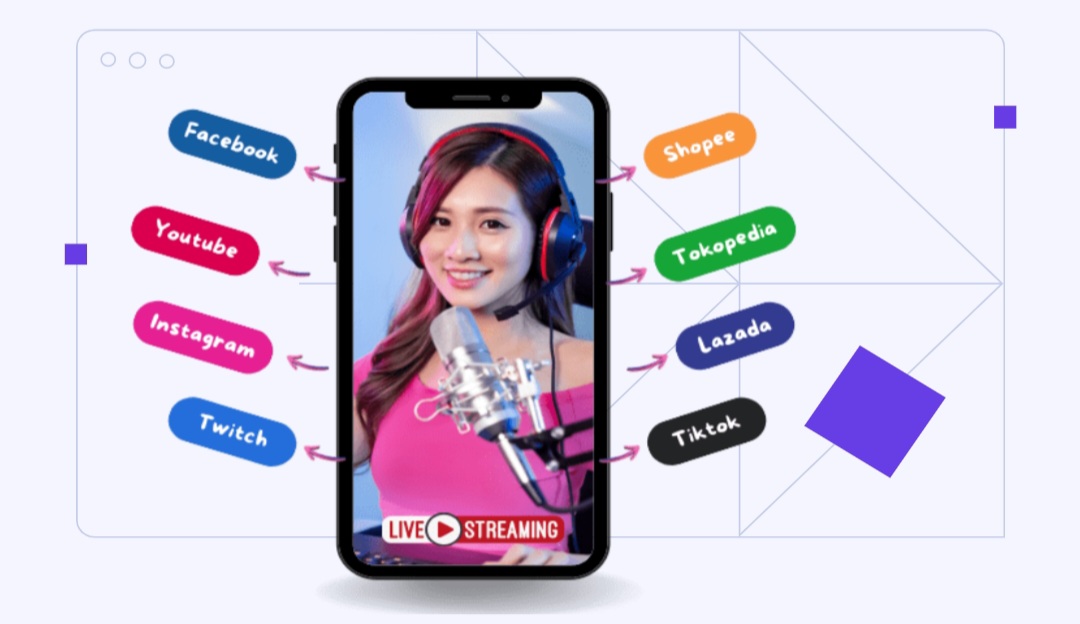 Facebook
Youtube
Instagram
Twitch
Shopee
Tokopedia
Lazada
Tiktok
LIVE STREAMING